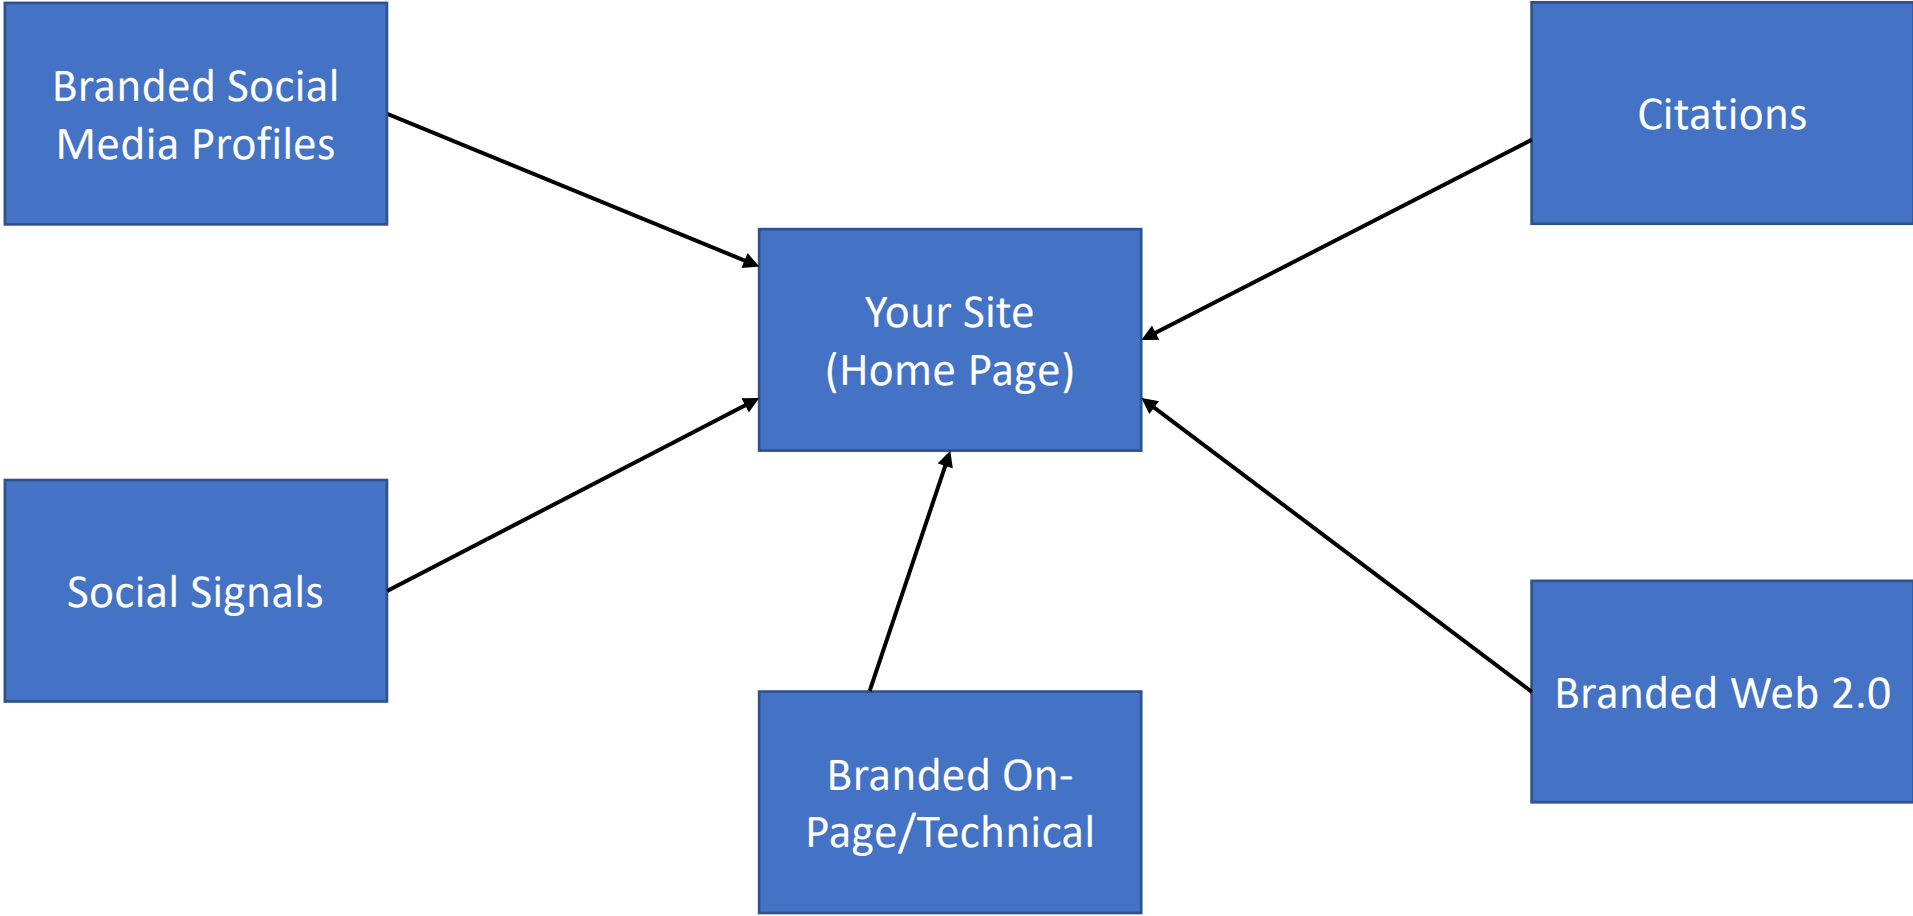 Branded Social
Media Profiles
Citations
Your Site
(Home Page)
Social Signals
Branded Web 2.0
Branded On-
Page/Technical